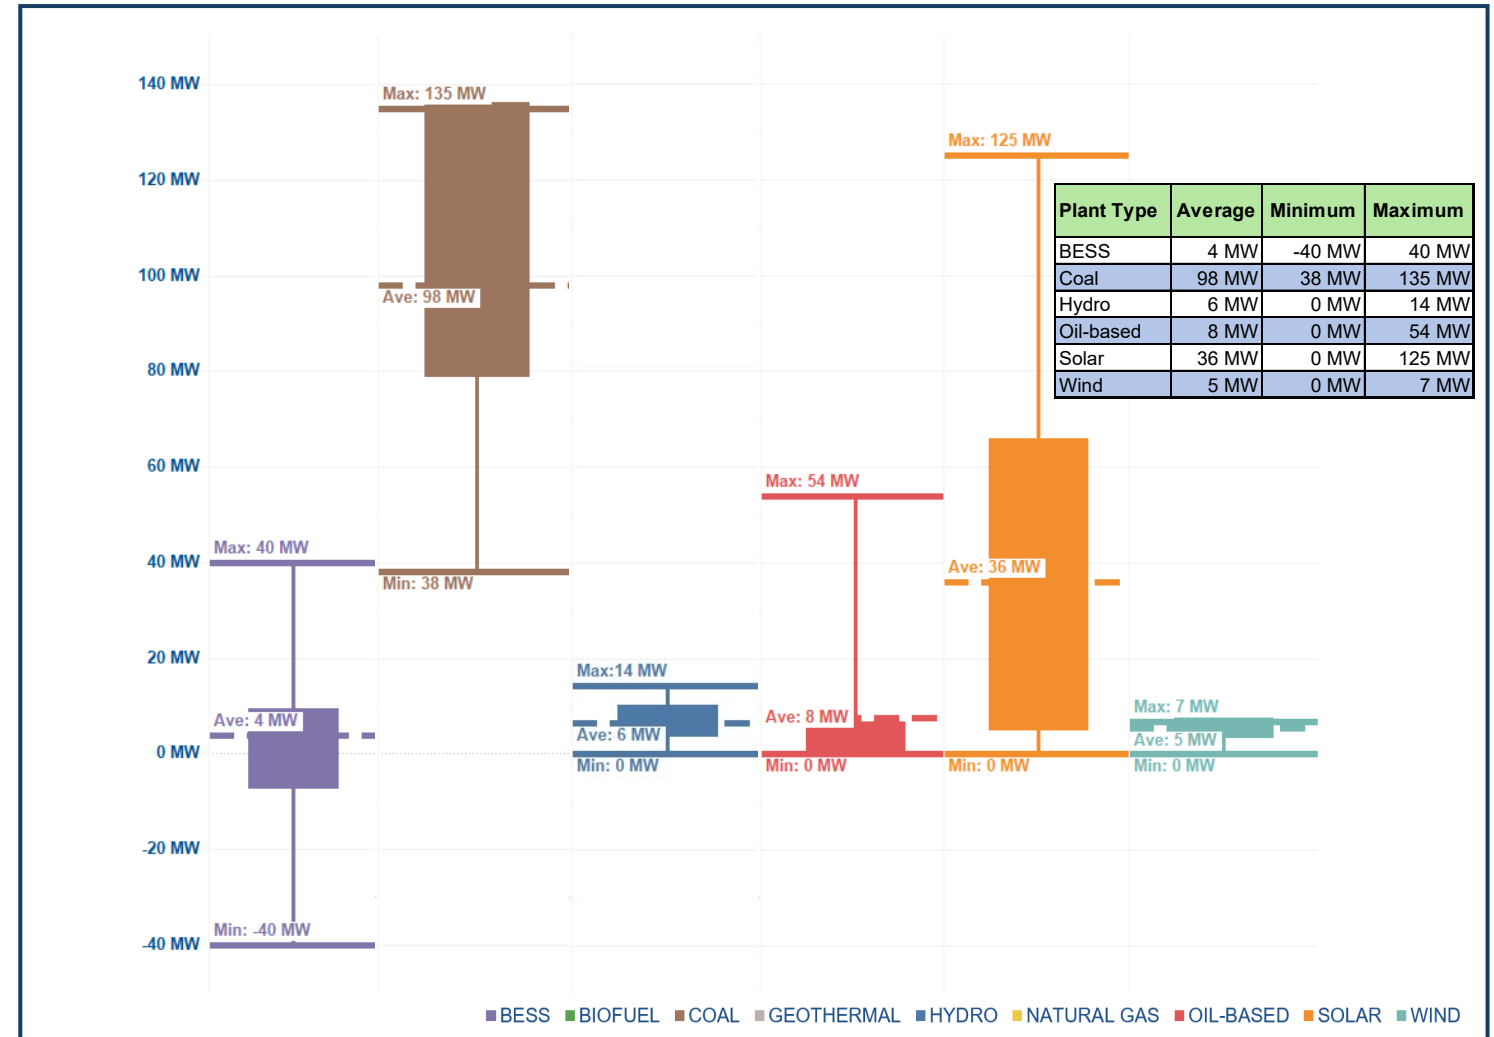 140 MW
Max: 135 MW
Max: 125 MW
120 MW
Plant Type Average Minimum Maximum
BESS 4 MW -40 MW 40 MW
Coal 98 MW 38 MW 135 MW
Hydro 6 MW 0 MW 14 MW
Oil-based 8 MW 0 MW 54 MW
Solar 36 MW 0 MW 125 MW
Wind 5 MW 0 MW 7 MW
100 MW
Ave: 98 MW
80 MW
60 MW
Max: 54 MW
Max: 40 MW
40 MW
Ave: 36 MW
Min: 38 MW
20 MW
Max:14 MW
Max: 7 MW
Ave: 4 MW
Ave: 8 MW
Ave: 6 MW
Ave: 5 MW
0 MW
Min: 0 MW
Min: 0 MW
Min: 0 MW
Min: 0 MW
-20 MW
Min: -40 MW
-40 MW
BESS BIOFUEL COAL GEOTHERMAL HYDRO NATURAL GAS OIL-BASED SOLAR WIND